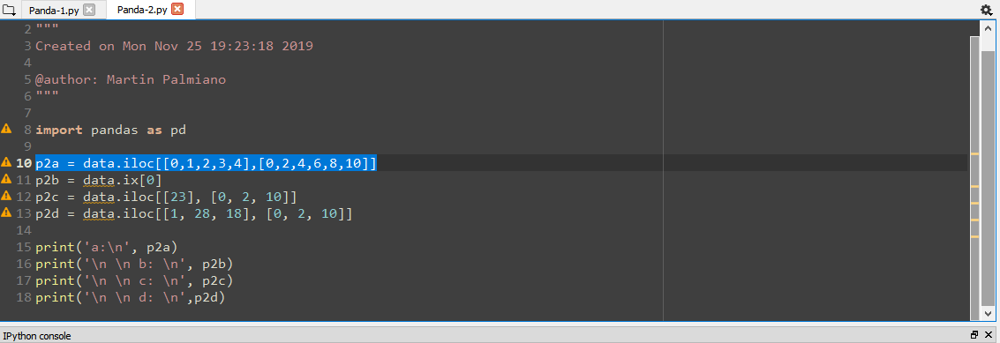 Panda-1.py Panda-2.py
2 """
3 Created on Mon Nov 25 19:23:18 2019
4
5 @author: Martin Palmiano
6 """
7
8 import pandas as pd
9
10 p2a = data.iloc[[0,1,2,3,4],[0,2,4,6,8,10]]
11 p2b = data.ix[0]
12 p2c = data.iloc[[23], [0, 2, 10]]
13 p2d = data.iloc[[1, 28, 18], [0, 2, 10]]
14
15 print('a:\n', p2a)
16 print('\n \n b: \n', p2b)
17 print('\n \n c: \n', p2c)
18 print('\n \n d: \n',p2d)
IPython console